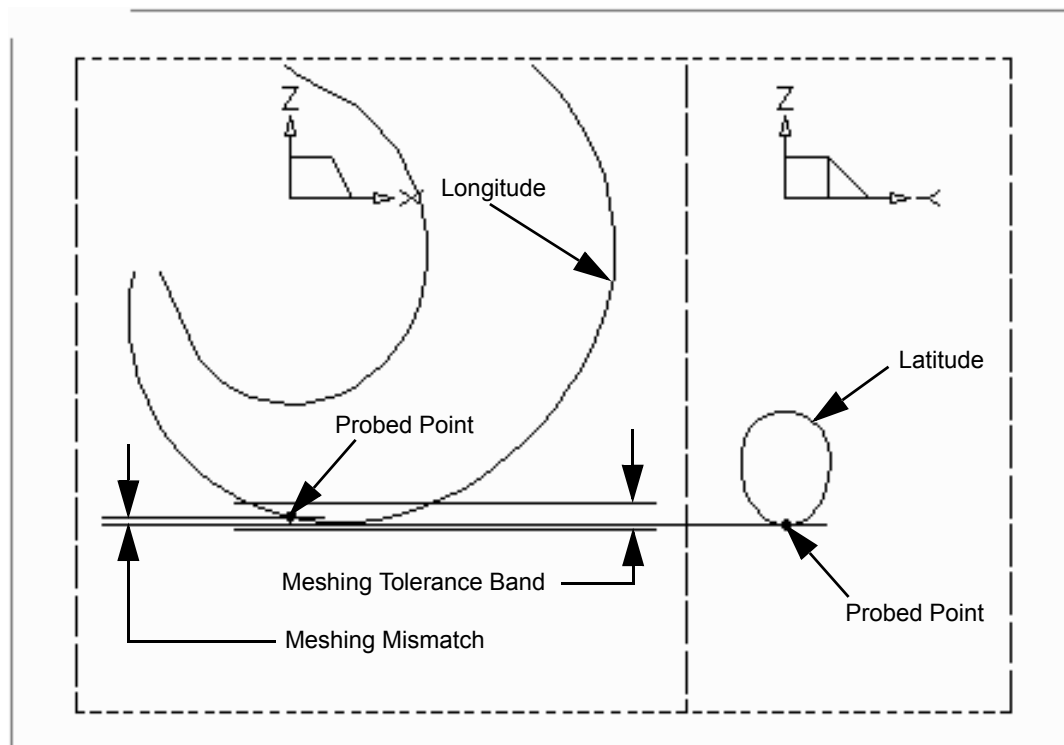 Z
X
Longitude
Z
Y
Latitude
Probed Point
Meshing Tolerance Band
Probed Point
Meshing Mismatch